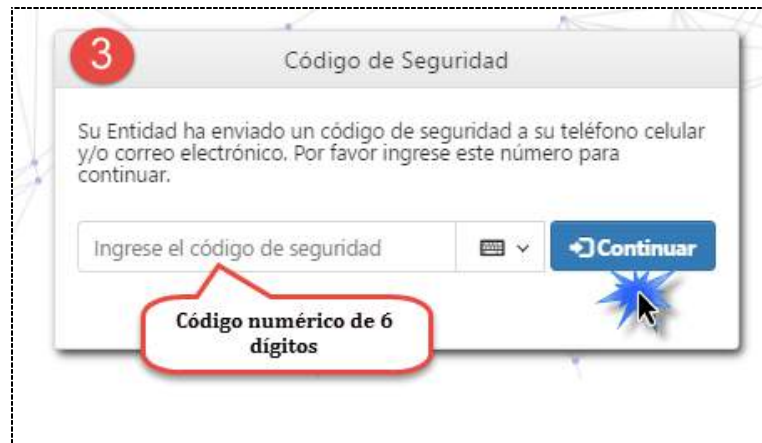 3
Código de Seguridad
Su Entidad ha enviado un código de seguridad a su teléfono celular
y/o correo electrónico. Por favor ingrese este número para
continuar.
Ingrese el código de seguridad
Continuar
Código numérico de 6
dígitos